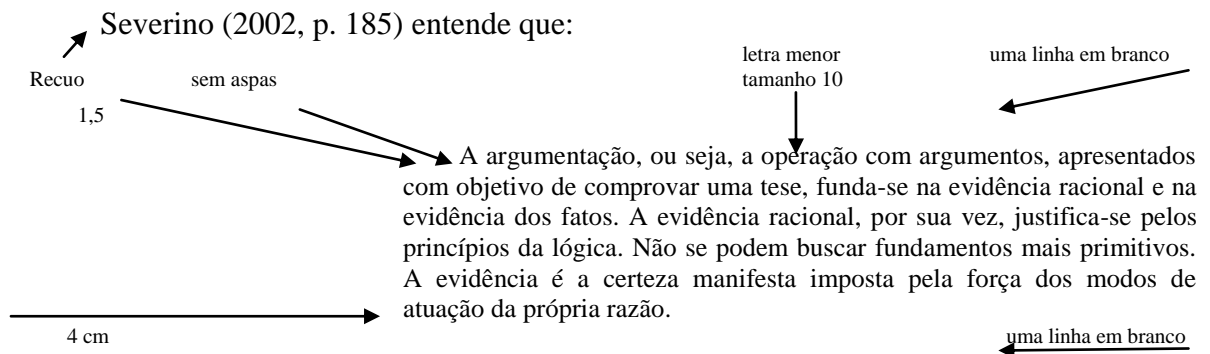 Severino (2002, p. 185) entende que:
letra menor
tamanho 10
uma linha em branco
Recuo
sem aspas
1,5
A argumentação, ou seja, a operação com argumentos, apresentados
com objetivo de comprovar uma tese, funda-se na evidência racional e na
evidência dos fatos. A evidência racional, por sua vez, justifica-se pelos
princípios da lógica. Não se podem buscar fundamentos mais primitivos.
A evidência é a certeza manifesta imposta pela força dos modos de
atuação da própria razão.
4 cm
uma linha em branco